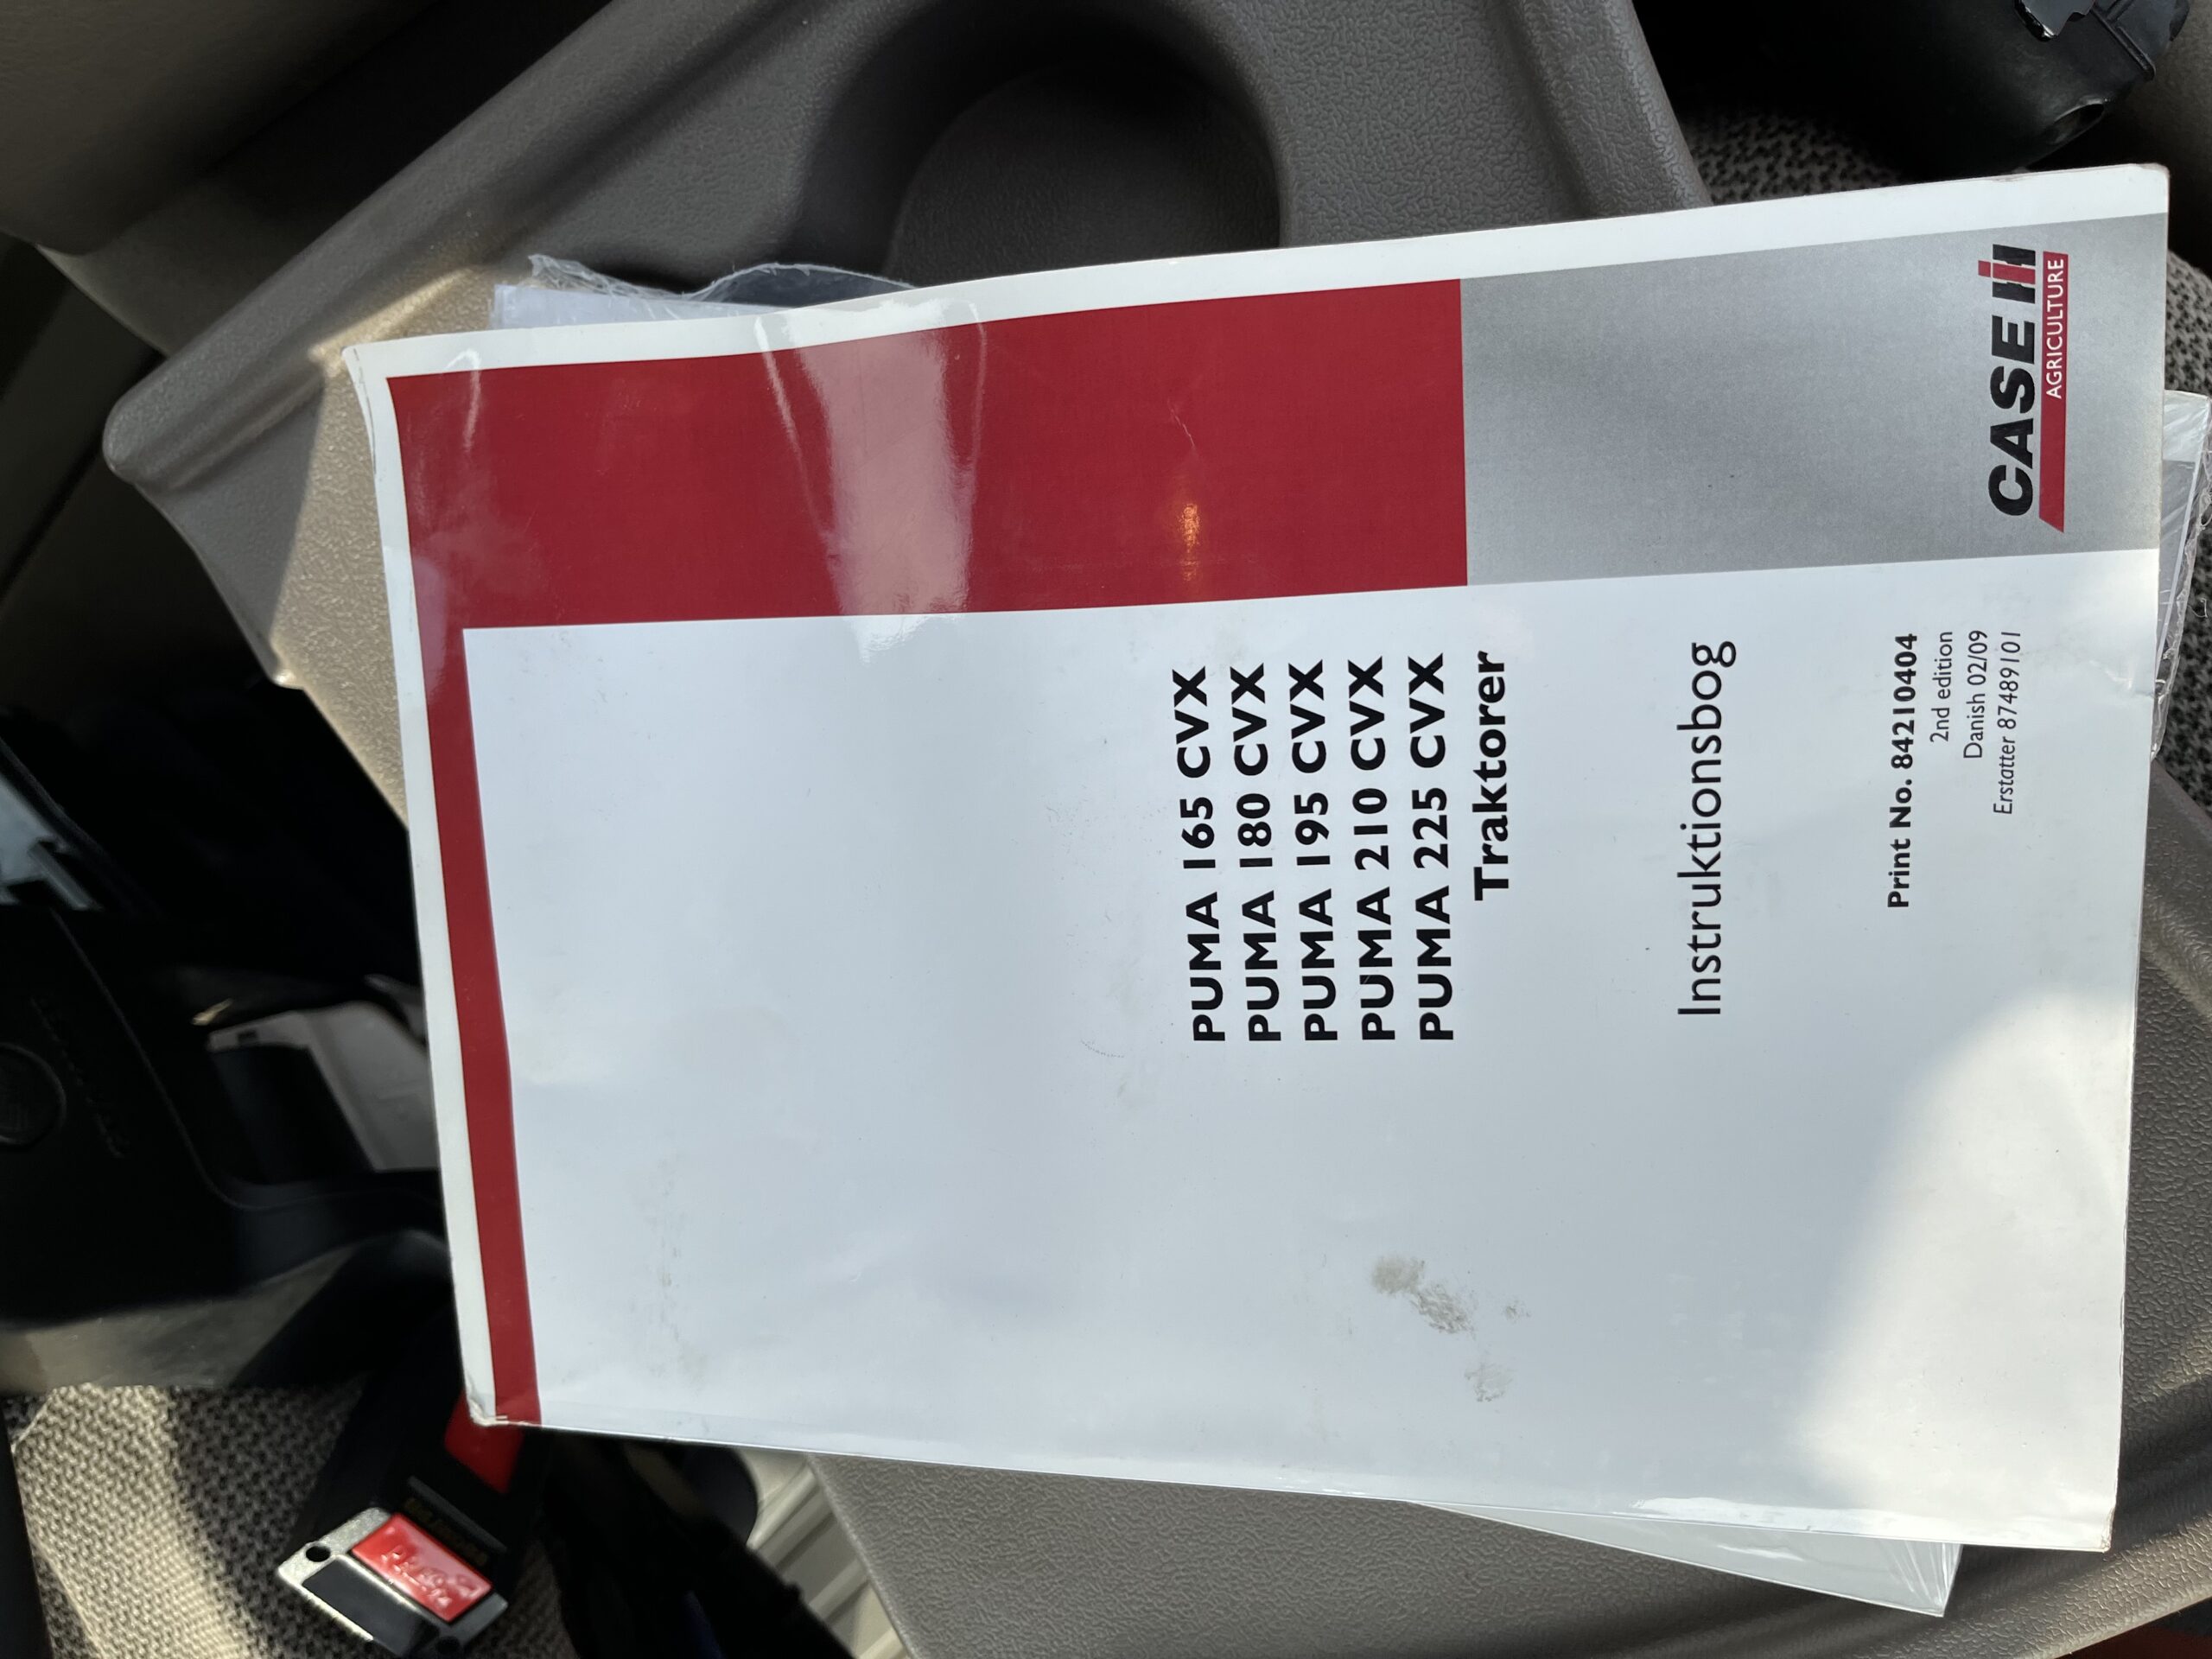 PUMA 165 CVX
PUMA 180 CVX
PUMA 195 CVX
PUMA 210 CVX
PUMA 225 CVX
Traktorer
Instruktionsbog
Print No. 84210404
2nd edition
Danish 02/09
Erstatter 87489101
CASE IH
AGRICULTURE
PRESS